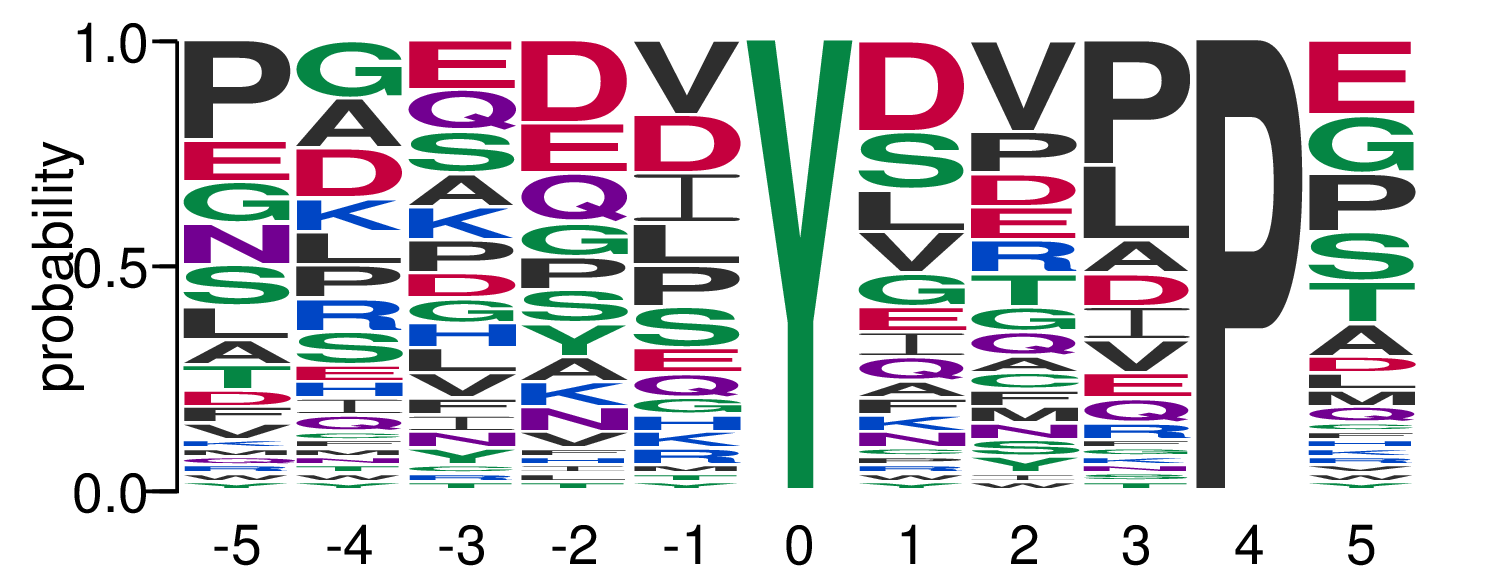 probability
1.0
0.5
0.0
P E G N S L A T D F V
G A D K L P R S E H I Q
E Q S A K P D G H L V F I N Y
D E Q G P S Y A K N V
V D I L P S E Q G H K R
Y
D S L V G E I Q A F K N
V P D E R T G Q A C F M N S Y
P L A D I V E Q R
P
E G P S T A D L M Q
-5 -4 -3 -2 -1 0 1 2 3 4 5